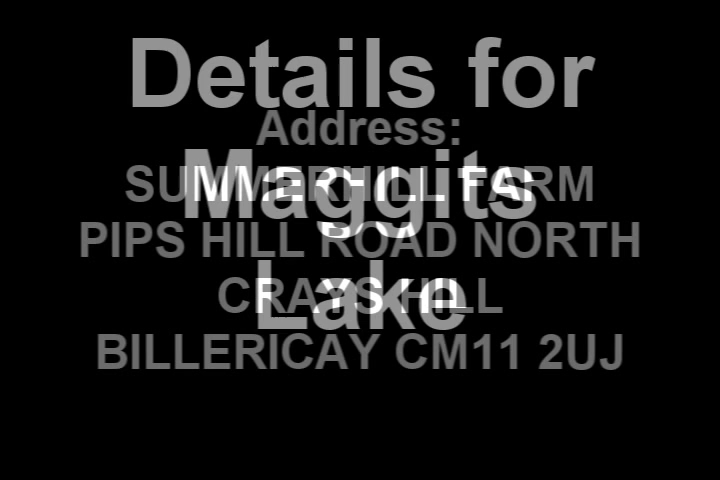 Details for
Address:
Maggits
SUMMERHILL FARM
PIPS HILL ROAD NORTH
Lake
CRAYS HILL
BILLERICAY CM11 2UJ